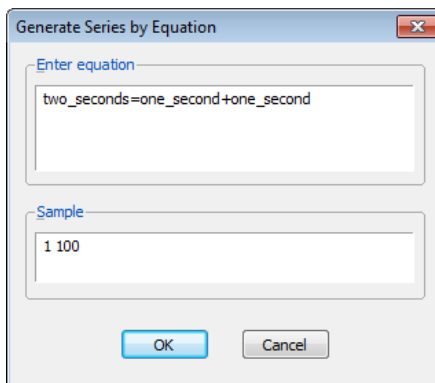 Generate Series by Equation
Enter equation
two_seconds=one_second+one_second
Sample
1 100
OK
Cancel